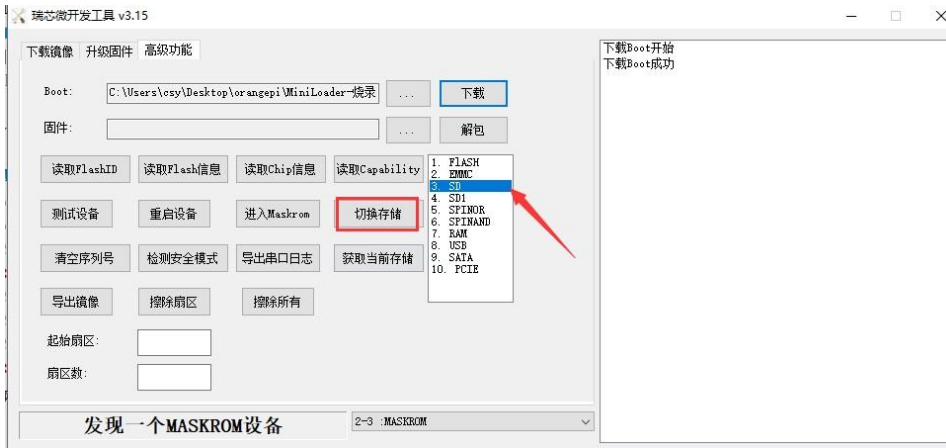 瑞芯微开发工具 v3.15
下载镜像 升级固件 高级功能
Boot: C:\Users\csy\Desktop\orangepi\MiniLoader-烧录 ... 下载
固件: ... 解包
读取FlashID 读取Flash信息 读取Chip信息 读取Capability
测试设备 重启设备 进入Maskrom 切换存储
清空序列号 检测安全模式 导出串口日志 获取当前存储
导出镜像 擦除扇区 擦除所有
1. FlASH
2. EMMC
3. SD
4. SD1
5. SPINOR
6. SPINAND
7. RAM
8. USB
9. SATA
10. PCIE
起始扇区:
扇区数:
发现一个MASKROM设备 2-3 :MASKROM
下载Boot开始
下载Boot成功